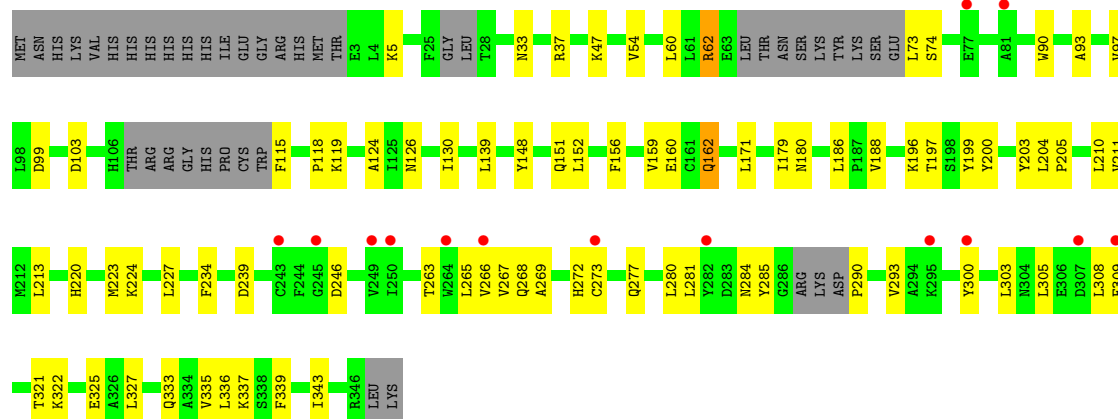 MET ASN HIS LYS VAL HIS HIS HIS HIS HIS HIS ILE GLU GLY ARG HIS MET THR E3 L4 K5 F25 GLY LEU T28 N33 R37 K47 V54 L60 L61 R62 E63 LEU THR ASN SER LYS TYR LYS SER GLU L73 S74 E77 A81 W90 A93 V97
L98 D99 D103 H106 THR ARG ARG GLY HIS PRO CYS TRP F115 P118 K119 A124 I125 N126 I130 L139 Y148 Q151 L152 F156 V159 E160 C161 Q162 L171 I179 N180 L186 P187 V188 K196 T197 S198 Y199 Y200 Y203 L204 P205 L210
M212 L213 H220 M223 K224 L227 F234 D239 C243 F244 G245 D246 V249 I250 T263 W264 L265 V266 V267 Q268 A269 H272 C273 Q277 L280 L281 Y282 D283 N284 Y285 G286 ARG LYS ASP P290 V293 A294 K295 Y300 L303 N304 L305 E306 D307 L308
T321 K322 E325 A326 L327 Q333 A334 V335 L336 K337 S338 F339 I343 R346 LEU LYS